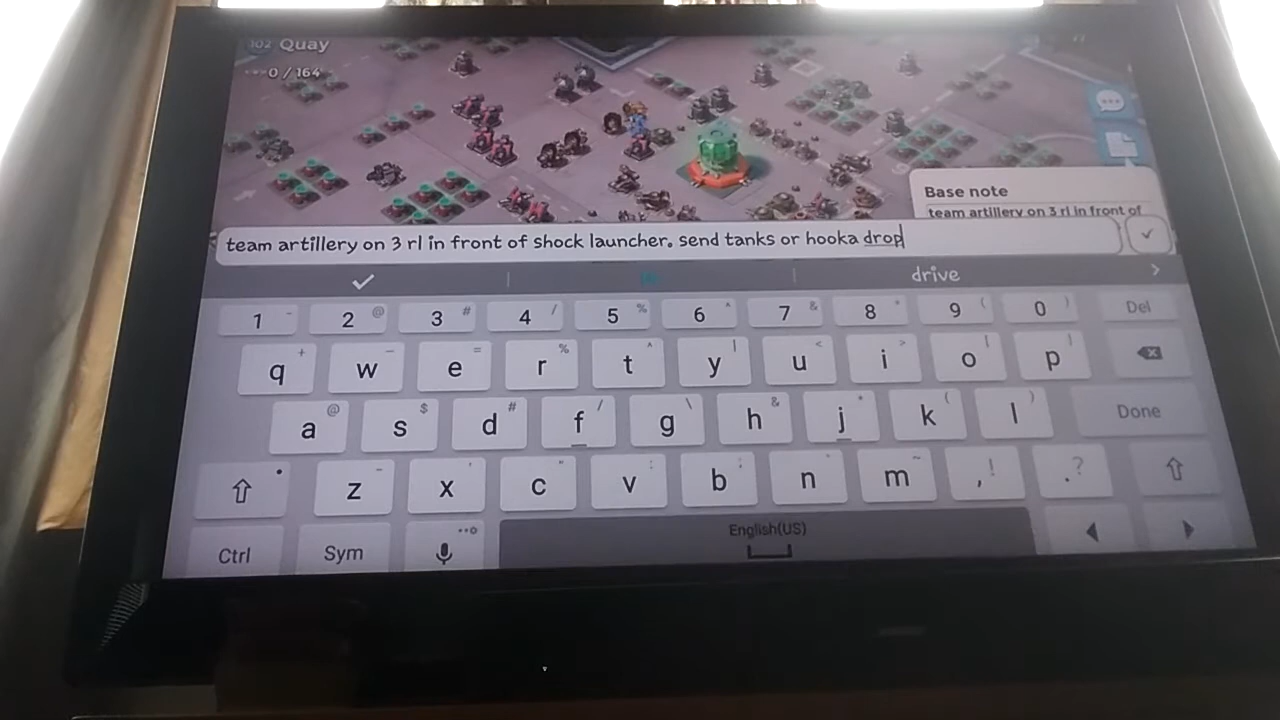 102 Quay
0 / 164
Base note
team artillery on 3 rl in front of
team artillery on 3 rl in front of shock launcher. send tanks or hooka drop
drive
1 - 2 @ 3 # 4 / 5 % 6 ^ 7 & 8 * 9 ( 0 ) Del
q + w - e = r % t ^ y | u < i > o [ p ]
a @ s $ d # f / g \ h & j * k ( l ) Done
z - x ' c " v : b ; n m ~ , ! . ?
Ctrl Sym English(US)